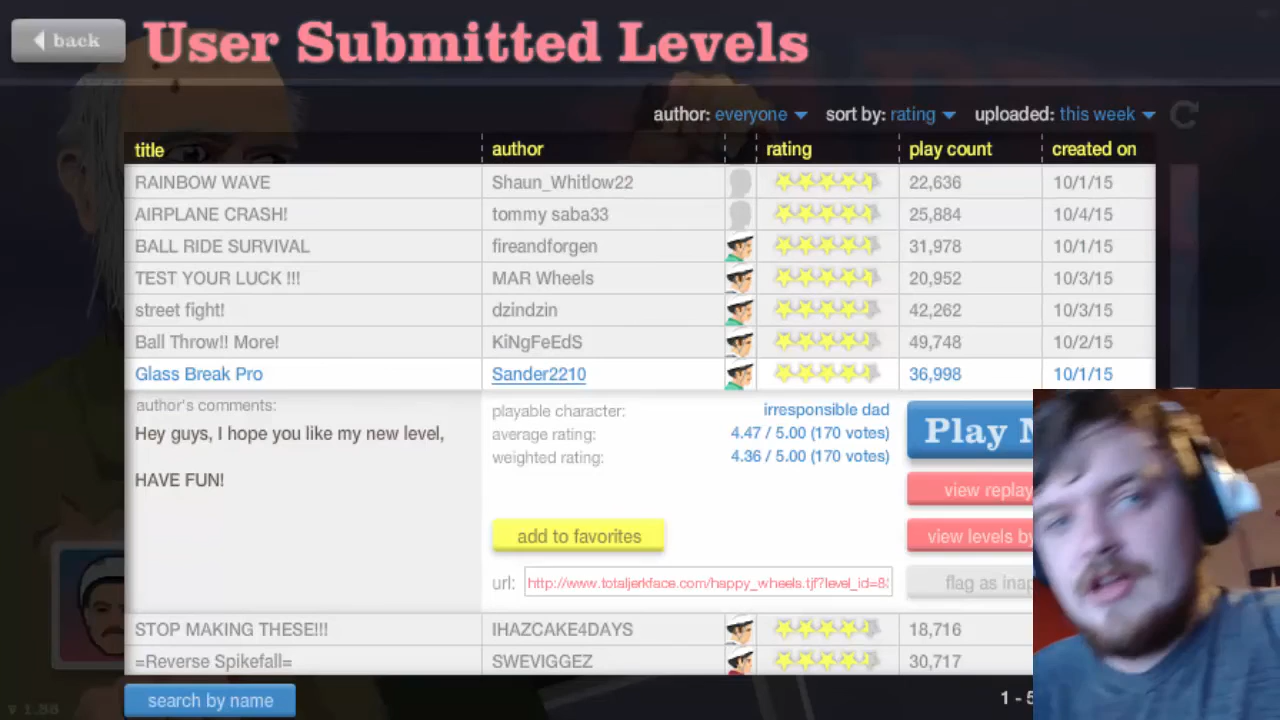 back
User Submitted Levels
author: everyone sort by: rating uploaded: this week
title author rating play count created on
RAINBOW WAVE Shaun_Whitlow22 22,636 10/1/15
AIRPLANE CRASH! tommy saba33 25,884 10/4/15
BALL RIDE SURVIVAL fireandforgen 31,978 10/1/15
TEST YOUR LUCK !!! MAR Wheels 20,952 10/3/15
street fight! dzindzin 42,262 10/3/15
Ball Throw!! More! KiNgFeEdS 49,748 10/2/15
Glass Break Pro Sander2210 36,998 10/1/15
author's comments:
Hey guys, I hope you like my new level,
HAVE FUN!
playable character: irresponsible dad
average rating: 4.47 / 5.00 (170 votes)
weighted rating: 4.36 / 5.00 (170 votes)
Play
view replay
add to favorites
view levels by
url: http://www.totaljerkface.com/happy_wheels.tjf?level_id=8
flag as inap
STOP MAKING THESE!!! IHAZCAKE4DAYS 18,716
=Reverse Spikefall= SWEVIGGEZ 30,717
search by name
1 - 5